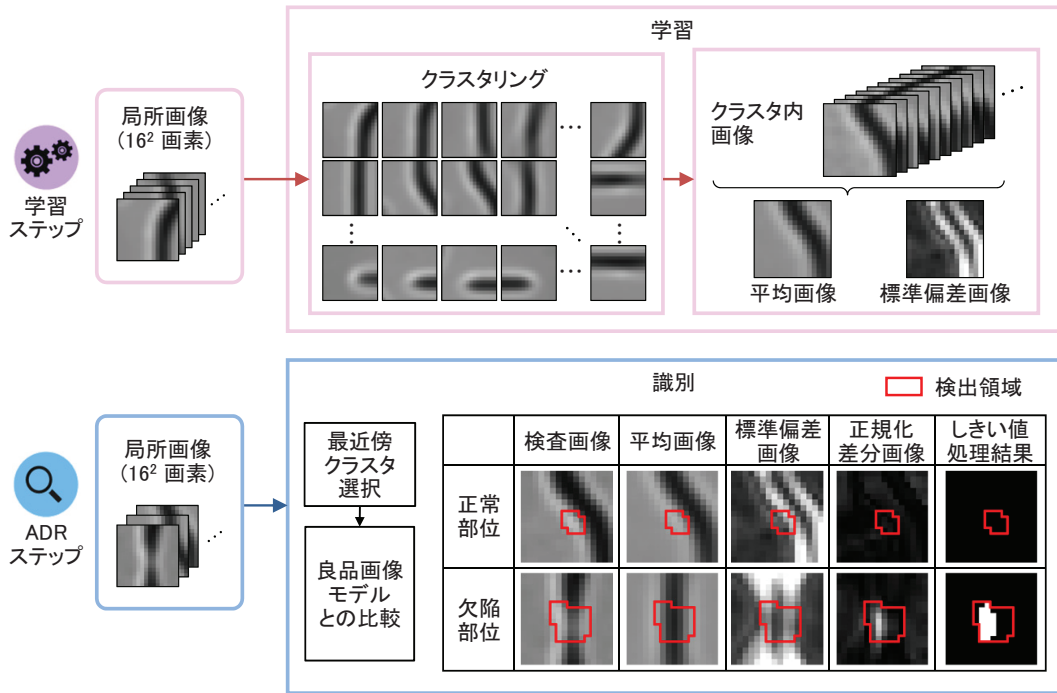 学習
クラスタリング
局所画像
(16² 画素)
クラスタ内
画像
学習
ステップ
平均画像
標準偏差画像
識別
検出領域
局所画像
(16² 画素)
最近傍
クラスタ
選択
検査画像
平均画像
標準偏差
画像
正規化
差分画像
しきい値
処理結果
正常
部位
ADR
ステップ
良品画像
モデル
との比較
欠陥
部位